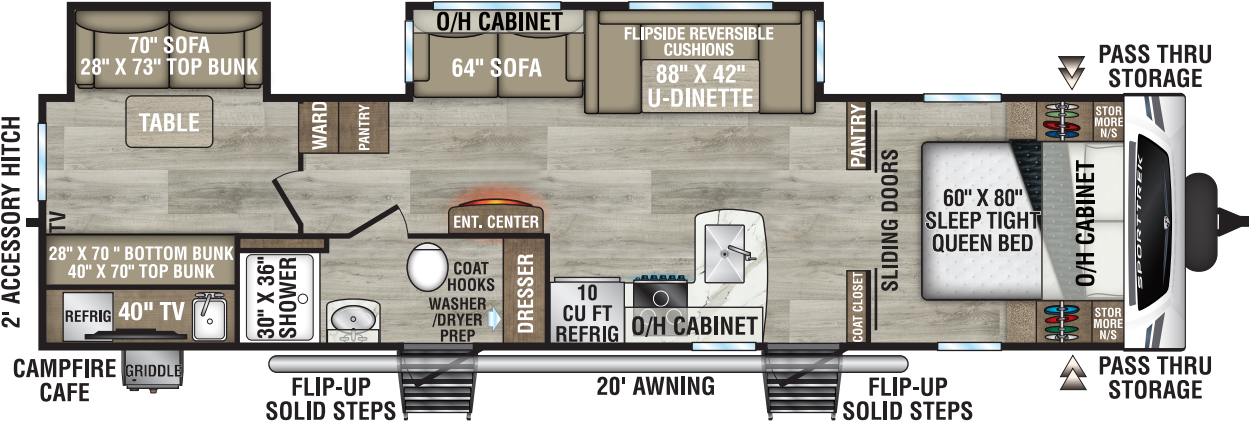 2' ACCESSORY HITCH
70" SOFA
28" X 73" TOP BUNK
TABLE
TV
28" X 70 " BOTTOM BUNK
40" X 70" TOP BUNK
REFRIG
40" TV
CAMPFIRE
CAFE
GRIDDLE
WARD
PANTRY
30" X 36"
SHOWER
COAT
HOOKS
WASHER
/DRYER
PREP
DRESSER
ENT. CENTER
O/H CABINET
64" SOFA
FLIPSIDE REVERSIBLE
CUSHIONS
88" X 42"
U-DINETTE
10
CU FT
REFRIG
O/H CABINET
PANTRY
COAT CLOSET
SLIDING DOORS
60" X 80"
SLEEP TIGHT
QUEEN BED
O/H CABINET
STOR
MORE
N/S
STOR
MORE
N/S
SPORTTREK
PASS THRU
STORAGE
PASS THRU
STORAGE
FLIP-UP
SOLID STEPS
20' AWNING
FLIP-UP
SOLID STEPS